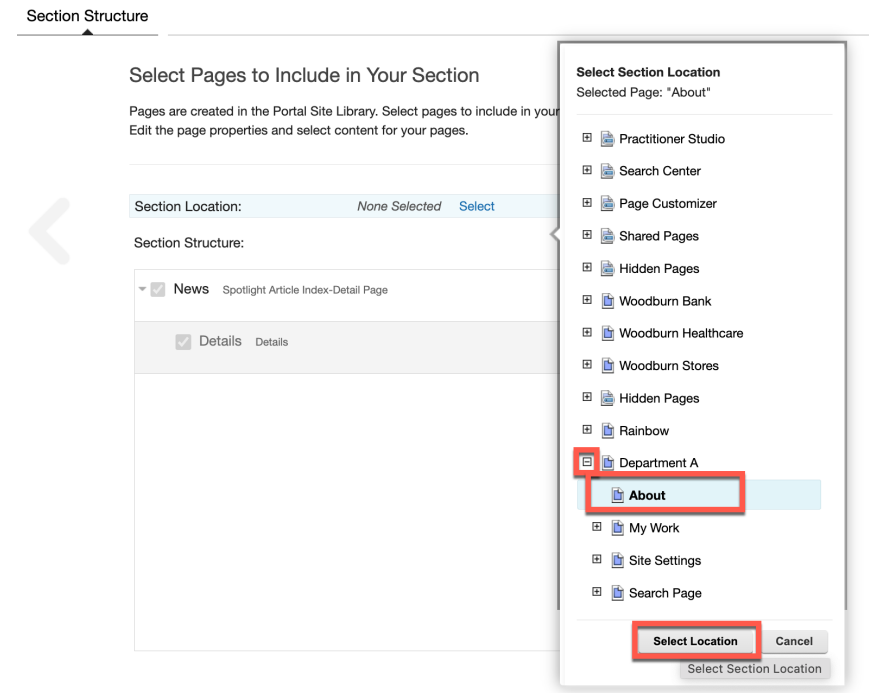 Section Structure
Select Pages to Include in Your Section
Pages are created in the Portal Site Library. Select pages to include in your
Edit the page properties and select content for your pages.
Section Location: None Selected Select
Section Structure:
News Spotlight Article Index-Detail Page
Details Details
Select Section Location
Selected Page: "About"
Practitioner Studio
Search Center
Page Customizer
Shared Pages
Hidden Pages
Woodburn Bank
Woodburn Healthcare
Woodburn Stores
Hidden Pages
Rainbow
Department A
About
My Work
Site Settings
Search Page
Select Location Cancel
Select Section Location